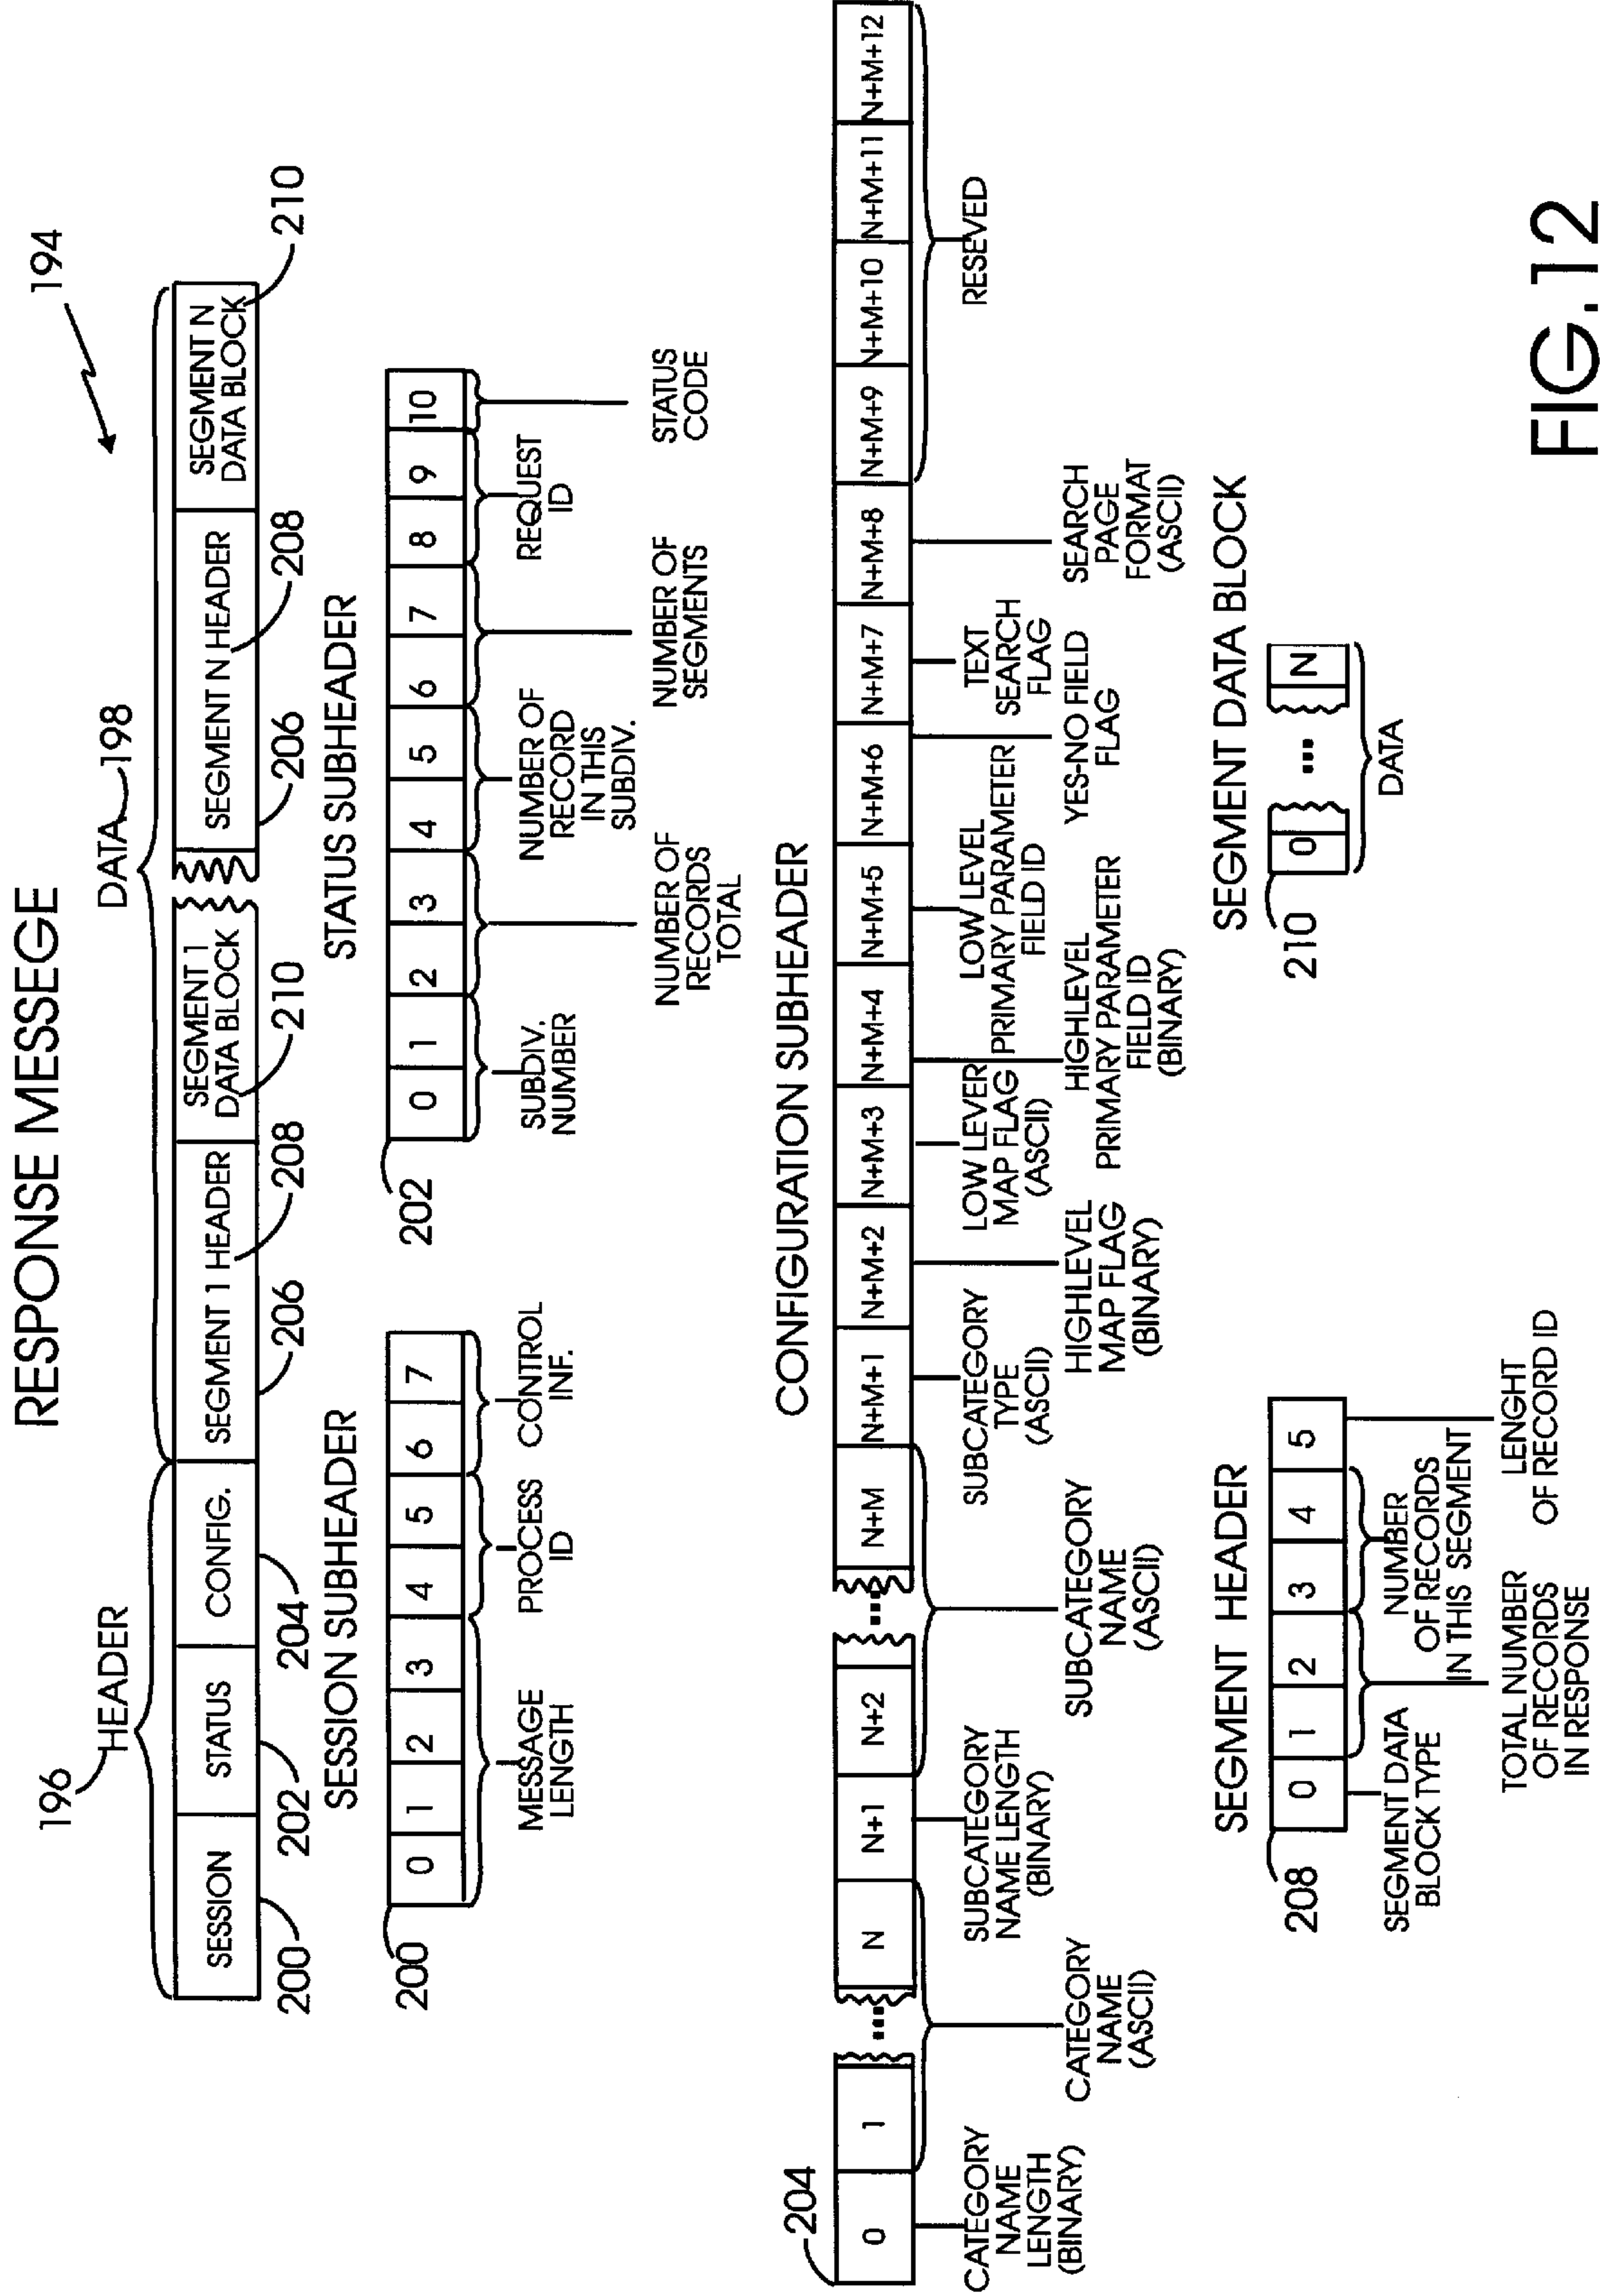 RESPONSE MESSEGE
194
196
HEADER
DATA
198
SESSION
STATUS
CONFIG.
SEGMENT 1 HEADER
SEGMENT 1
DATA BLOCK
SEGMENT N HEADER
SEGMENT N
DATA BLOCK
200
202
204
206
208
210
206
208
210
SESSION SUBHEADER
200
0 1 2 3 4 5 6 7
MESSAGE
LENGTH
PROCESS
ID
CONTROL
INF.
STATUS SUBHEADER
202
0 1 2 3 4 5 6 7 8 9 10
SUBDIV.
NUMBER
NUMBER OF
RECORDS
TOTAL
NUMBER OF
RECORD
IN THIS
SUBDIV.
NUMBER OF
SEGMENTS
REQUEST
ID
STATUS
CODE
CONFIGURATION SUBHEADER
204
0 1 ... N N+1 N+2 ... N+M N+M+1 N+M+2 N+M+3 N+M+4 N+M+5 N+M+6 N+M+7 N+M+8 N+M+9 N+M+10 N+M+11 N+M+12
CATEGORY
NAME
LENGTH
(BINARY)
CATEGORY
NAME
(ASCII)
SUBCATEGORY
NAME LENGTH
(BINARY)
SUBCATEGORY
NAME
(ASCII)
SUBCATEGORY
TYPE
(ASCII)
HIGHLEVEL
MAP FLAG
(BINARY)
LOW LEVER
MAP FLAG
(ASCII)
HIGHLEVEL
PRIMARY PARAMETER
FIELD ID
(BINARY)
LOW LEVEL
PRIMARY PARAMETER
FIELD ID
YES-NO FIELD
FLAG
TEXT
SEARCH
FLAG
SEARCH
PAGE
FORMAT
(ASCII)
RESEVED
SEGMENT HEADER
208
0 1 2 3 4 5
SEGMENT DATA
BLOCK TYPE
TOTAL NUMBER
OF RECORDS
IN RESPONSE
NUMBER
OF RECORDS
IN THIS SEGMENT
LENGHT
OF RECORD ID
SEGMENT DATA BLOCK
210
0 ... N
DATA
FIG.12